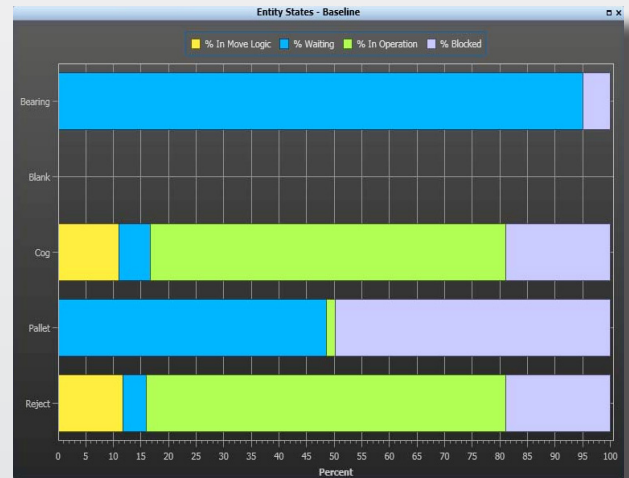 Entity States - Baseline
% In Move Logic % Waiting % In Operation % Blocked
Bearing
Blank
Cog
Pallet
Reject
0 5 10 15 20 25 30 35 40 45 50 55 60 65 70 75 80 85 90 95 100
Percent